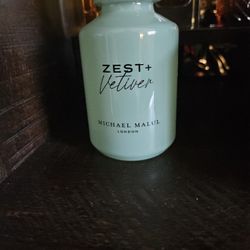 ZEST+
Vetiver
MICHAEL MALUL
LONDON